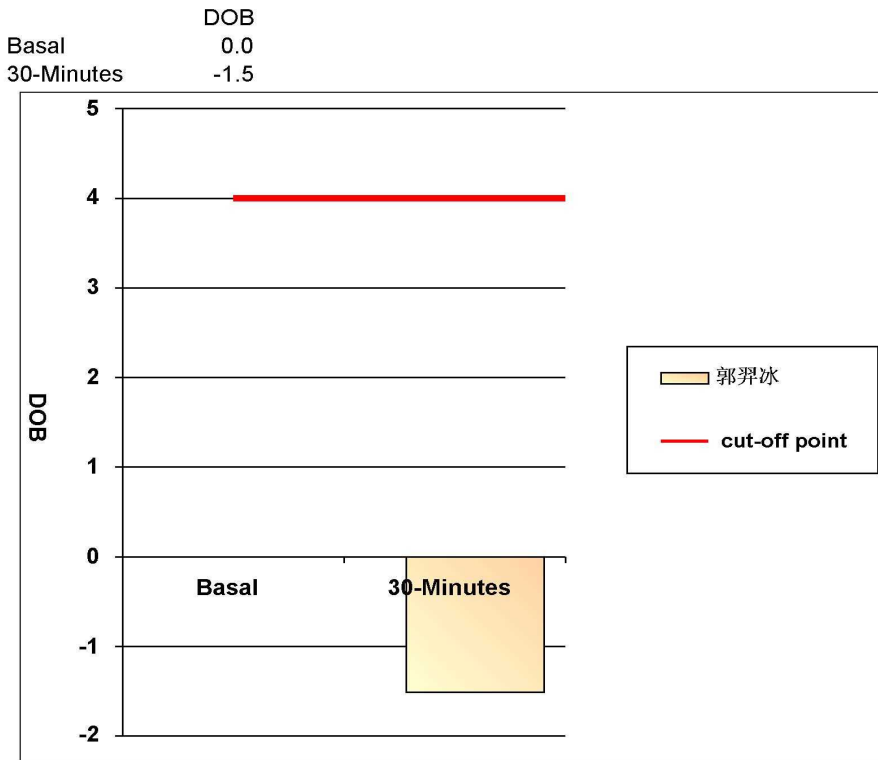 DOB
Basal 0.0
30-Minutes -1.5
5
4
3
2
1
0
-1
-2
DOB
Basal 30-Minutes
郭羿冰
cut-off point